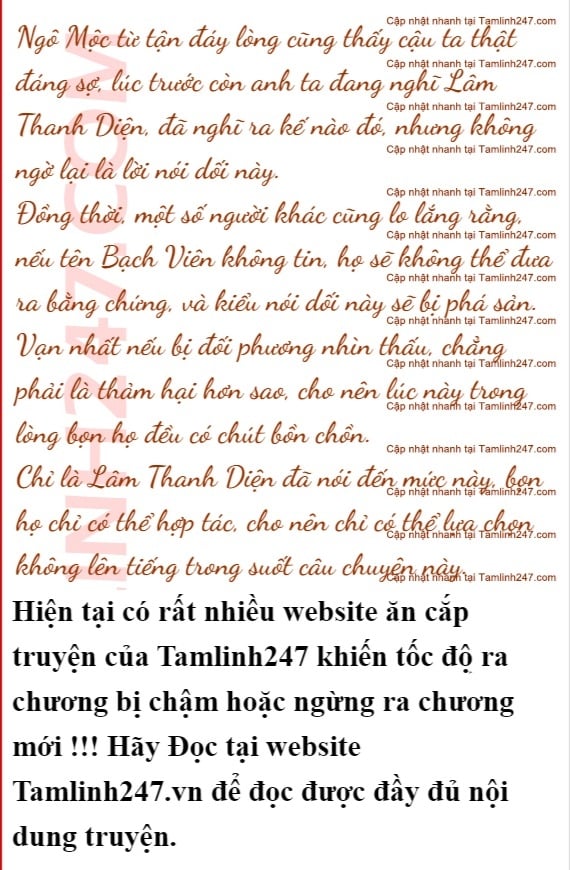 Cập nhật nhanh tại Tamlinh247.com
Ngô Mộc từ tận đáy lòng cũng thấy cậu ta thật
Cập nhật nhanh tại Tamlinh247.com
đáng sợ, lúc trước còn anh ta đang nghĩ Lâm
Cập nhật nhanh tại Tamlinh247.com
Thanh Diện, đã nghĩ ra kế nào đó, nhưng không
Cập nhật nhanh tại Tamlinh247.com
ngờ lại là lời nói dối này.
Cập nhật nhanh tại Tamlinh247.com
Đồng thời, một số người khác cũng lo lắng rằng,
Cập nhật nhanh tại Tamlinh247.com
nếu tên Bạch Viên không tin, họ sẽ không thể đưa
Cập nhật nhanh tại Tamlinh247.com
ra bằng chứng, và kiểu nói dối này sẽ bị phá sản.
Cập nhật nhanh tại Tamlinh247.com
Vạn nhất nếu bị đối phương nhìn thấu, chẳng
Cập nhật nhanh tại Tamlinh247.com
phải là thảm hại hơn sao, cho nên lúc này trong
Cập nhật nhanh tại Tamlinh247.com
lòng bọn họ đều có chút bồn chồn.
Cập nhật nhanh tại Tamlinh247.com
Chỉ là Lâm Thanh Diện đã nói đến mức này, bọn
Cập nhật nhanh tại Tamlinh247.com
họ chỉ có thể hợp tác, cho nên chỉ có thể lựa chọn
Cập nhật nhanh tại Tamlinh247.com
không lên tiếng trong suốt câu chuyện này.
Cập nhật nhanh tại Tamlinh247.com
INH247.COM
Hiện tại có rất nhiều website ăn cắp
truyện của Tamlinh247 khiến tốc độ ra
chương bị chậm hoặc ngừng ra chương
mới !!! Hãy Đọc tại website
Tamlinh247.vn để đọc được đầy đủ nội
dung truyện.